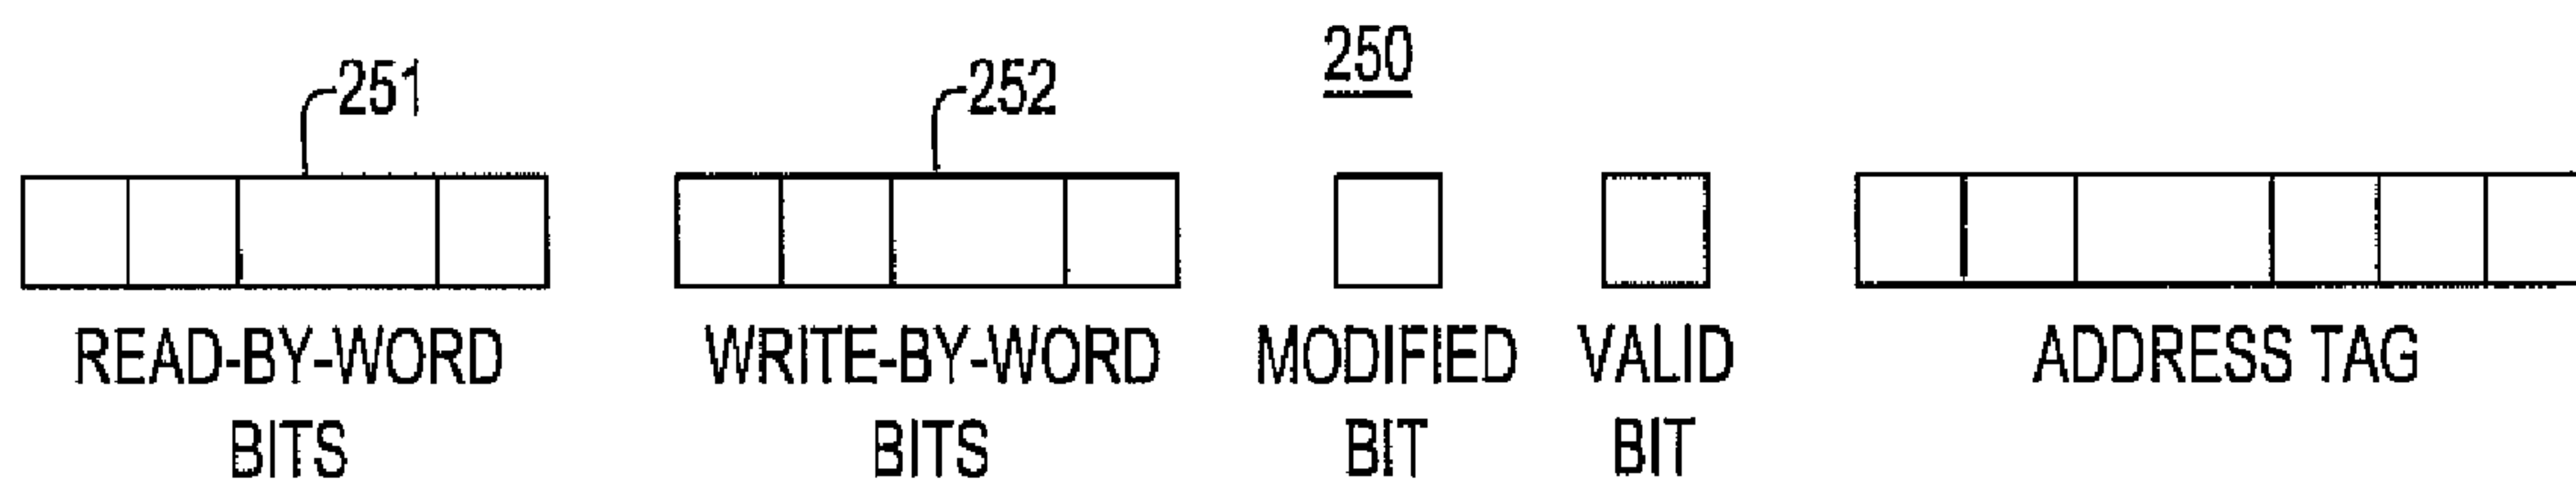 250
251
252
READ-BY-WORD BITS
WRITE-BY-WORD BITS
MODIFIED BIT
VALID BIT
ADDRESS TAG